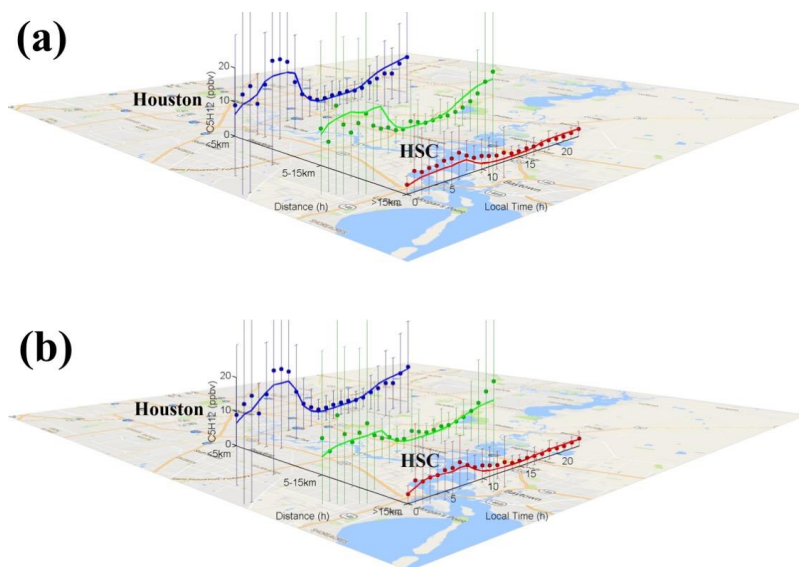 (a)
20
10
0
C5H12 (ppbv)
Houston
<5km
5-15km
>15km
HSC
0
5
10
15
20
Distance (h)
Local Time (h)
Baytown
(b)
20
10
0
C5H12 (ppbv)
Houston
<5km
5-15km
>15km
HSC
0
5
10
15
20
Distance (h)
Local Time (h)
Baytown